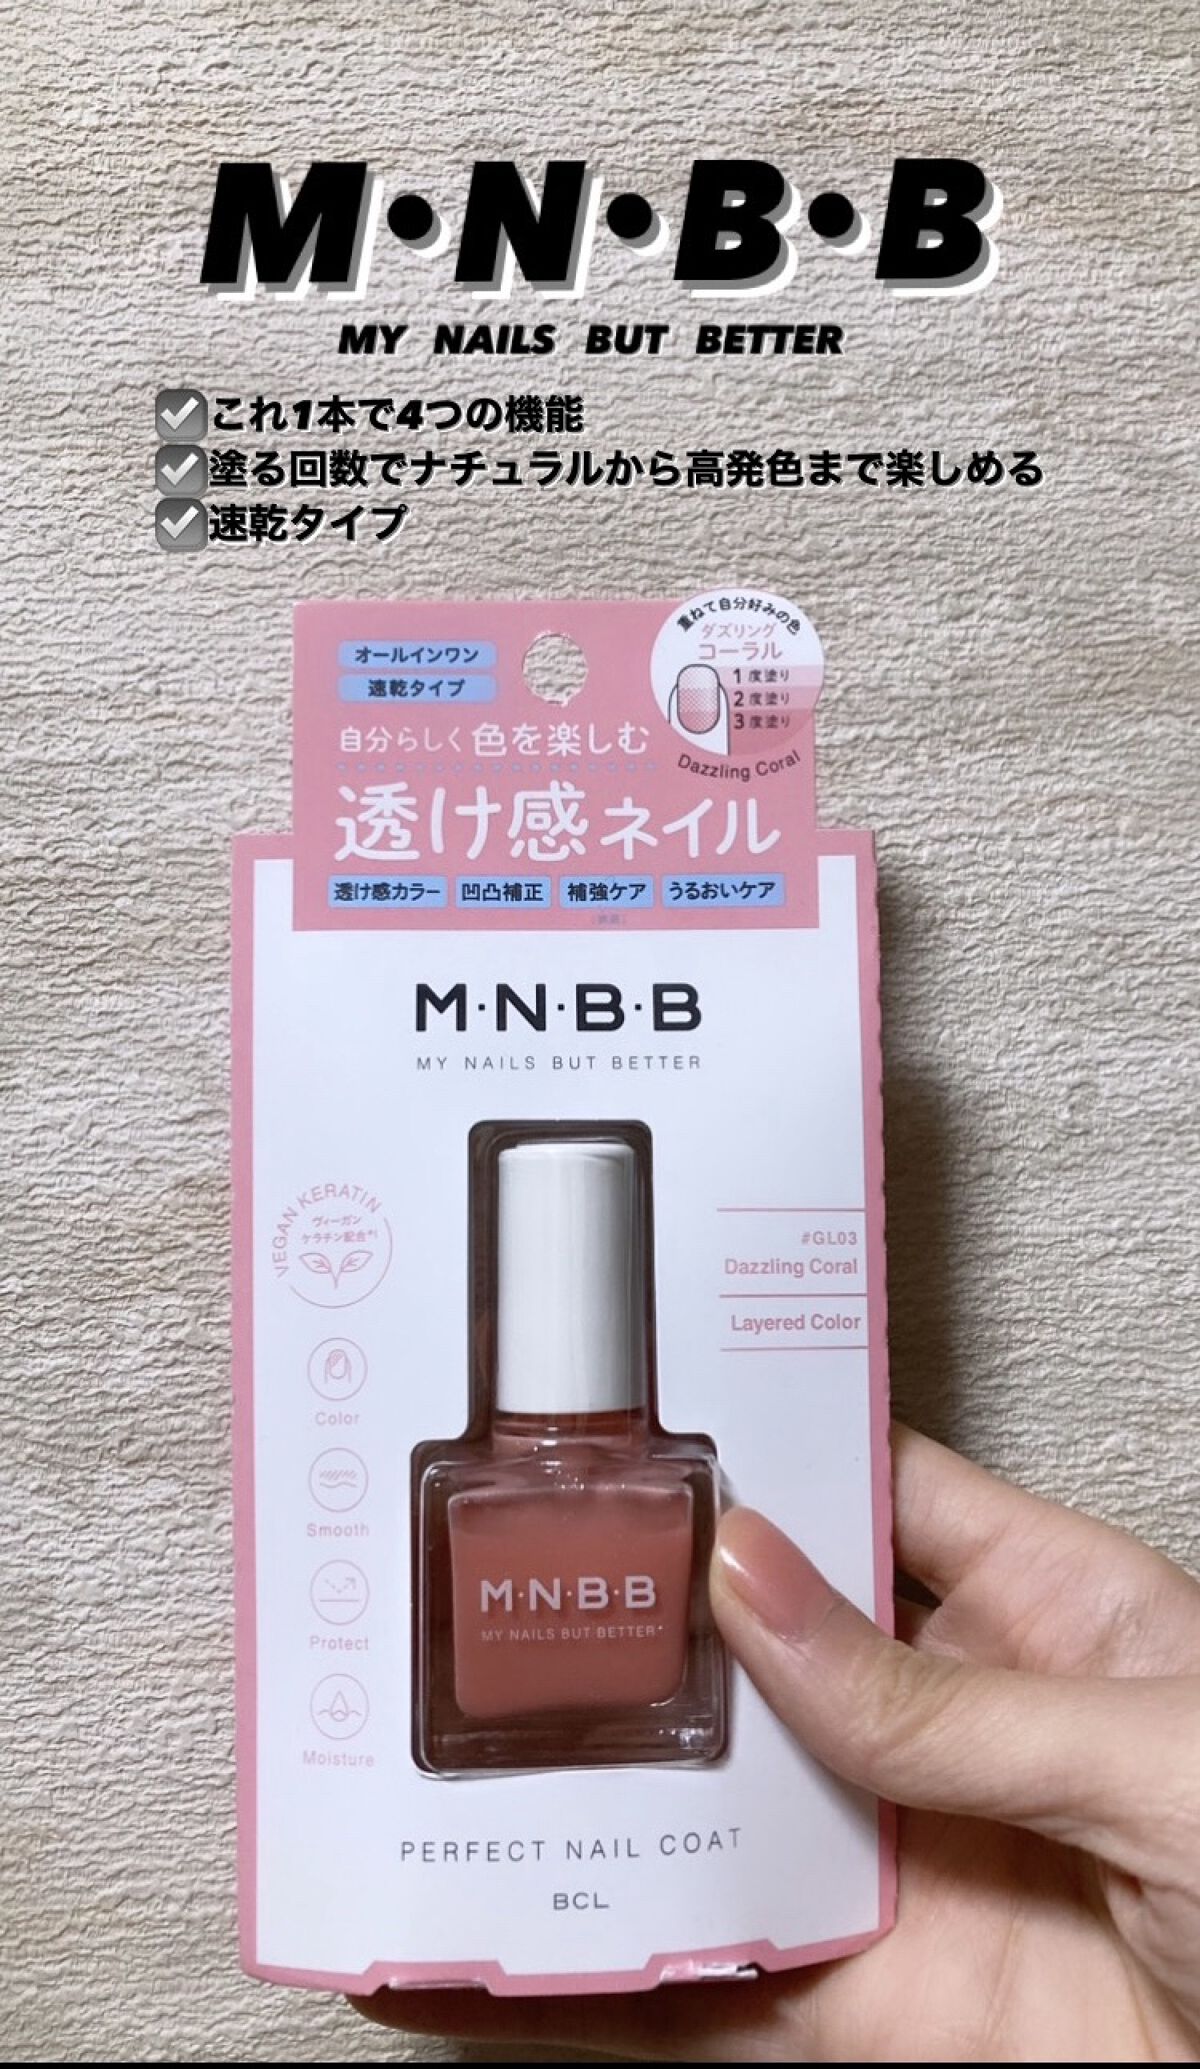 M・N・B・B
MY NAILS BUT BETTER
これ1本で4つの機能
塗る回数でナチュラルから高発色まで楽しめる
速乾タイプ
オールインワン
速乾タイプ
重ねて自分好みの色
ダズリング
コーラル
1度塗り
2度塗り
3度塗り
Dazzling Coral
自分らしく色を楽しむ
透け感ネイル
透け感カラー 凹凸補正 補強ケア うるおいケア
M·N·B·B
MY NAILS BUT BETTER
VEGAN KERATIN
ヴィーガン
ケラチン配合*1
#GL03
Dazzling Coral
Layered Color
Color
Smooth
Protect
Moisture
M·N·B·B
MY NAILS BUT BETTER
PERFECT NAIL COAT
BCL